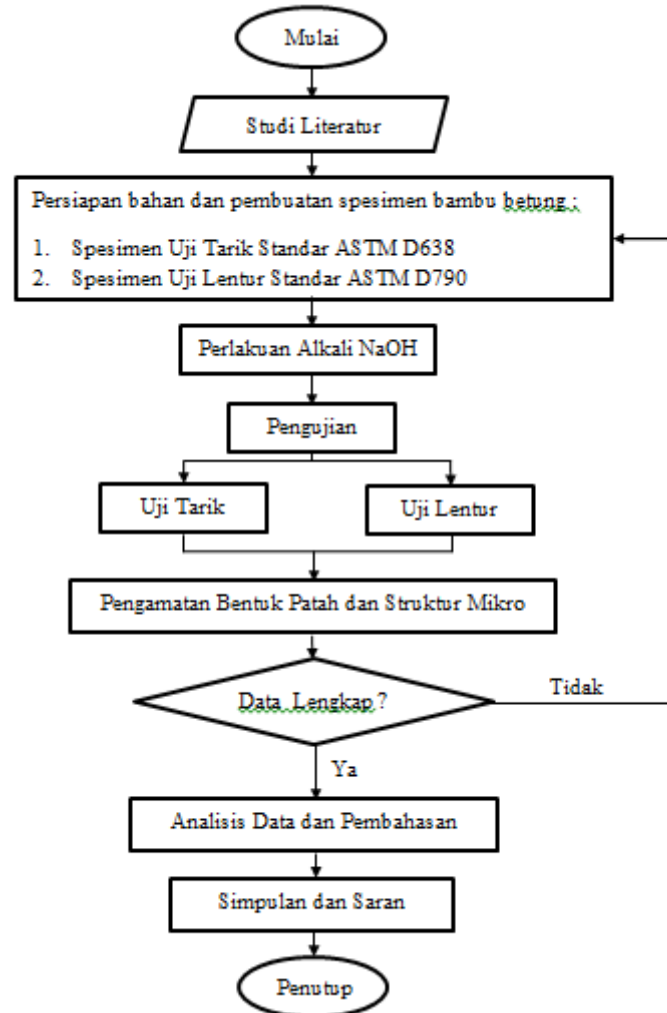 Mulai
Studi Literatur
Persiapan bahan dan pembuatan spesimen bambu betung :
1. Spesimen Uji Tarik Standar ASTM D638
2. Spesimen Uji Lentur Standar ASTM D790
Perlakuan Alkali NaOH
Pengujian
Uji Tarik
Uji Lentur
Pengamatan Bentuk Patah dan Struktur Mikro
Data Lengkap ?
Tidak
Ya
Analisis Data dan Pembahasan
Simpulan dan Saran
Penutup